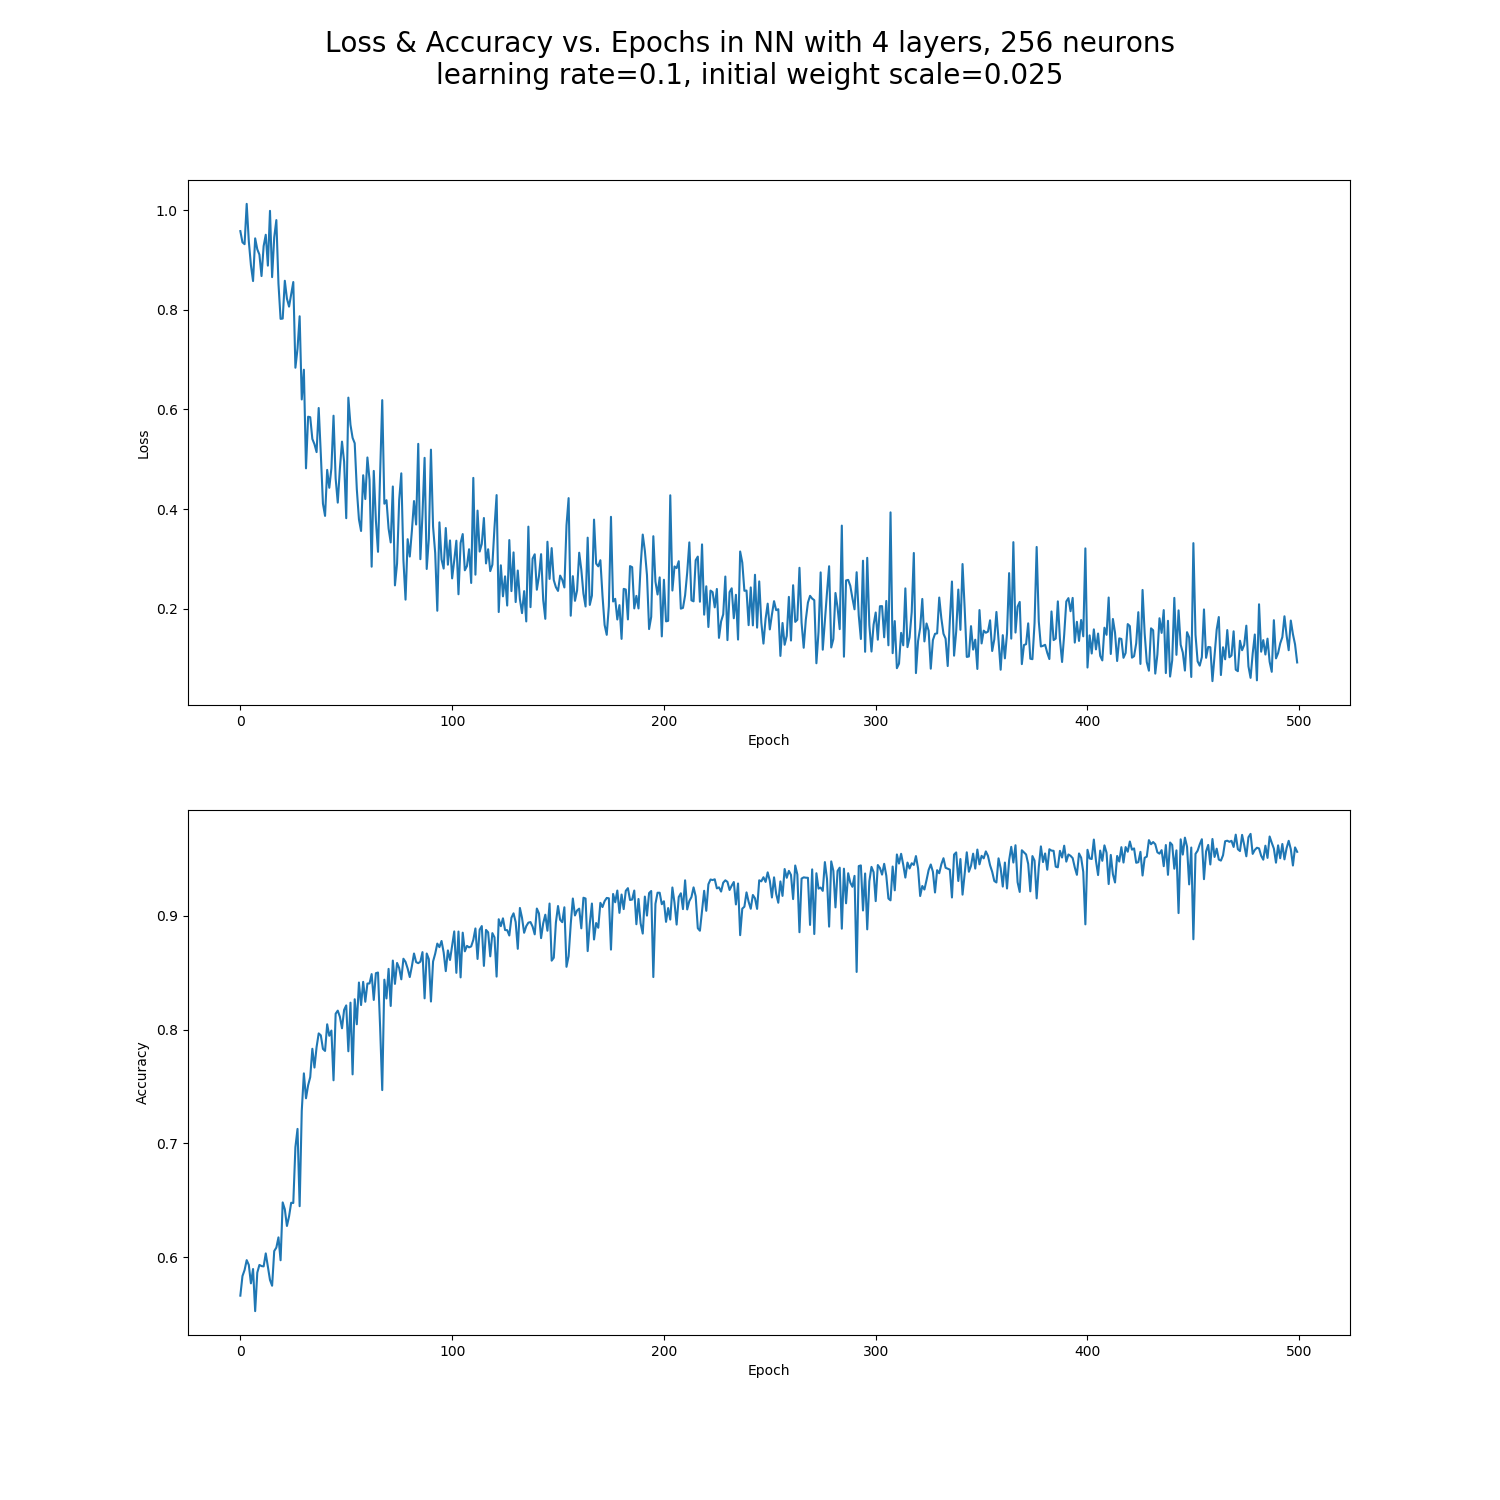 Loss & Accuracy vs. Epochs in NN with 4 layers, 256 neurons
learning rate=0.1, initial weight scale=0.025
1.0
0.8
0.6
0.4
0.2
Loss
0 100 200 300 400 500
Epoch
0.9
0.8
0.7
0.6
Accuracy
0 100 200 300 400 500
Epoch